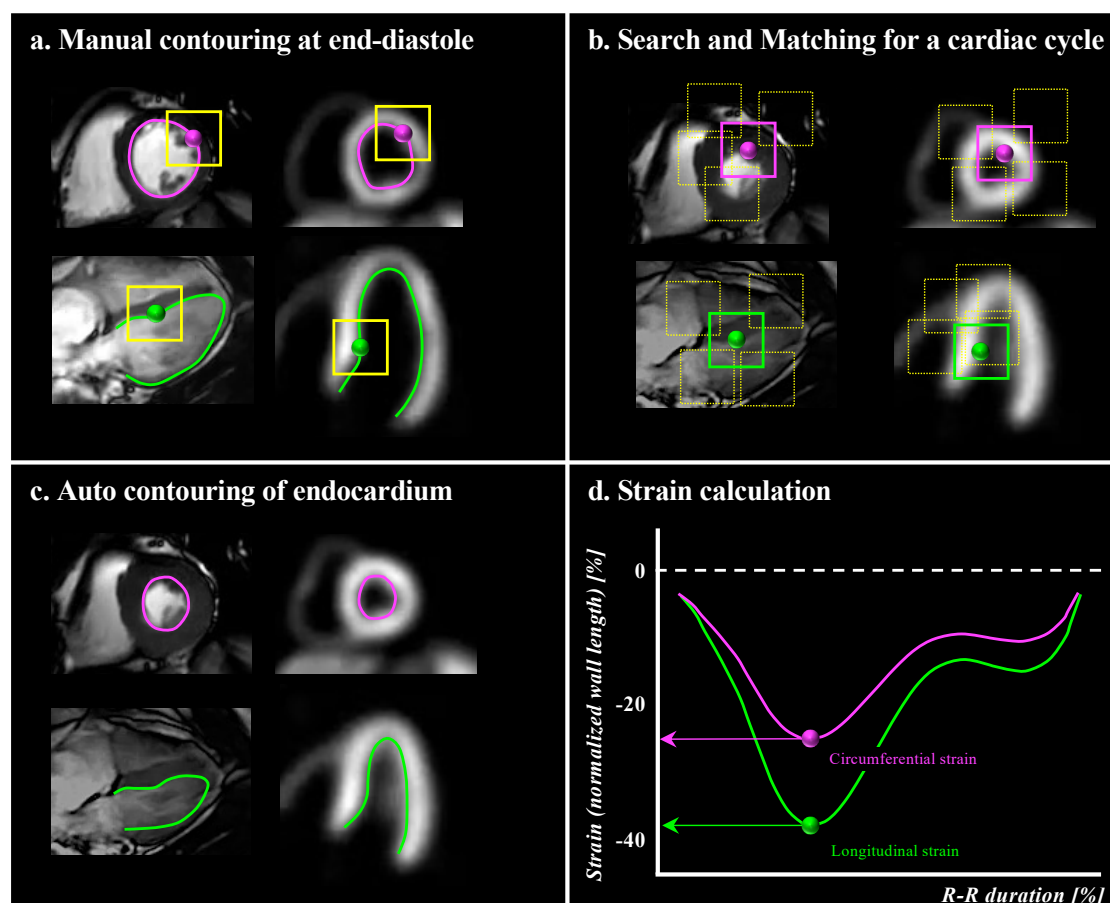 a. Manual contouring at end-diastole
b. Search and Matching for a cardiac cycle
c. Auto contouring of endocardium
d. Strain calculation
Strain (normalized wall length) [%]
0
-20
-40
Circumferential strain
Longitudinal strain
R-R duration [%]